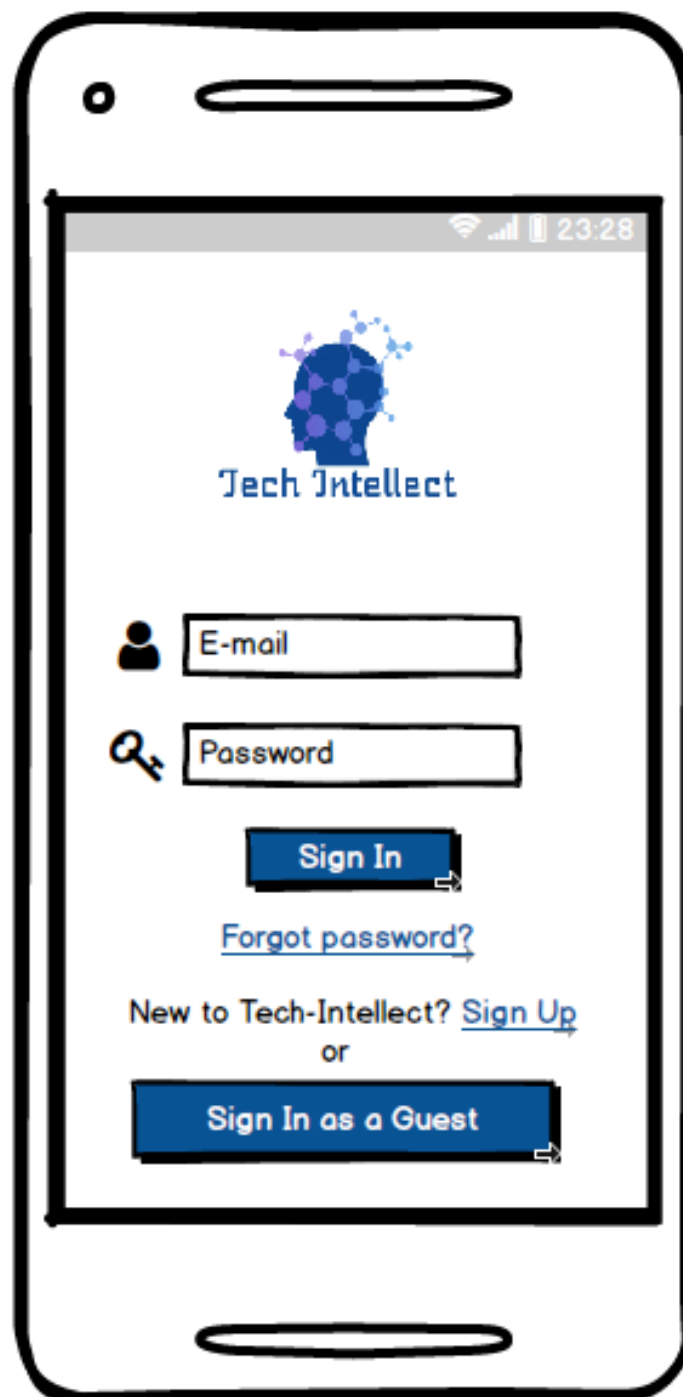 23:28
Tech Intellect
E-mail
Password
Sign In
Forgot password?
New to Tech-Intellect? Sign Up
or
Sign In as a Guest